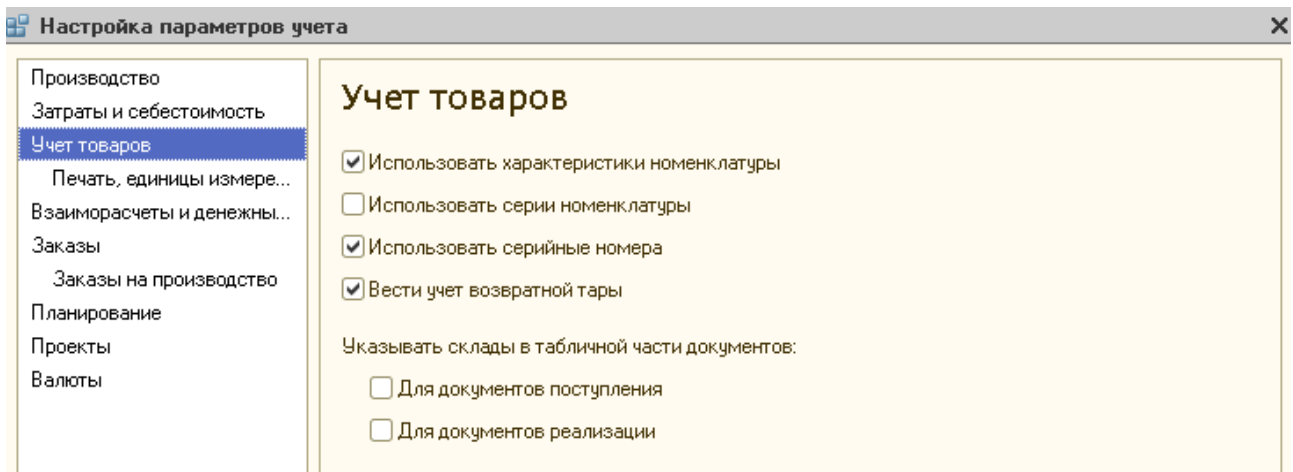 Настройка параметров учета
Производство
Затраты и себестоимость
Учет товаров
Печать, единицы измере...
Взаиморасчеты и денежны...
Заказы
Заказы на производство
Планирование
Проекты
Валюты
Учет товаров
Использовать характеристики номенклатуры
Использовать серии номенклатуры
Использовать серийные номера
Вести учет возвратной тары
Указывать склады в табличной части документов:
Для документов поступления
Для документов реализации